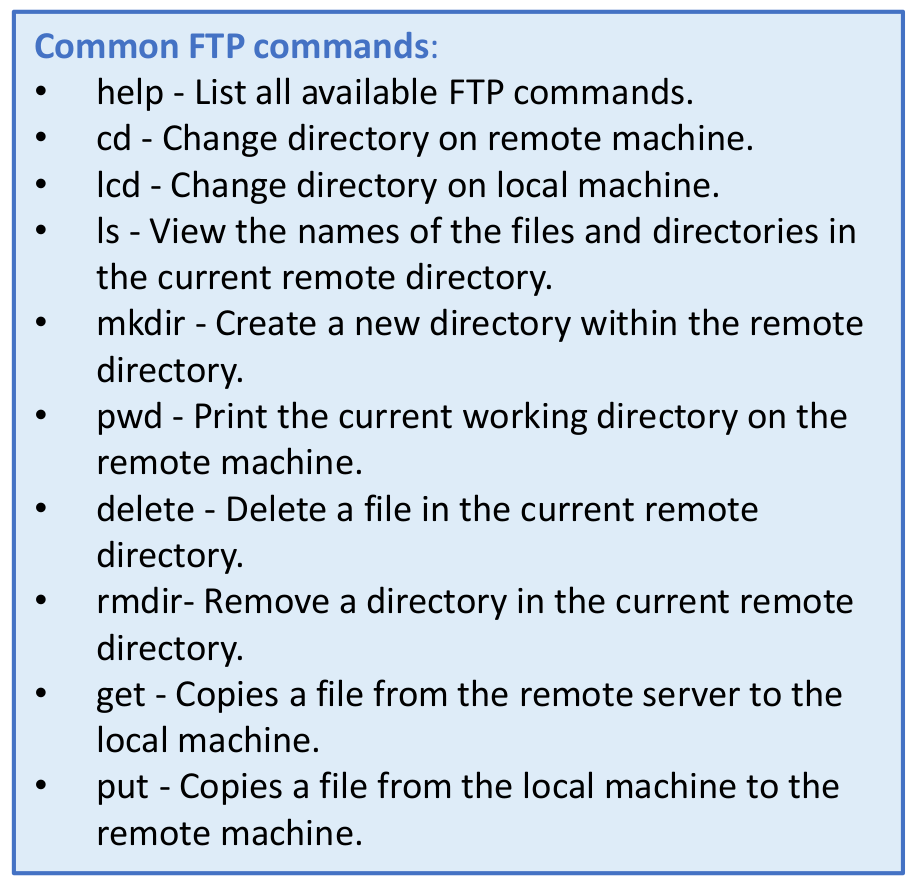 Common FTP commands:
• help - List all available FTP commands.
• cd - Change directory on remote machine.
• lcd - Change directory on local machine.
• ls - View the names of the files and directories in
the current remote directory.
• mkdir - Create a new directory within the remote
directory.
• pwd - Print the current working directory on the
remote machine.
• delete - Delete a file in the current remote
directory.
• rmdir- Remove a directory in the current remote
directory.
• get - Copies a file from the remote server to the
local machine.
• put - Copies a file from the local machine to the
remote machine.